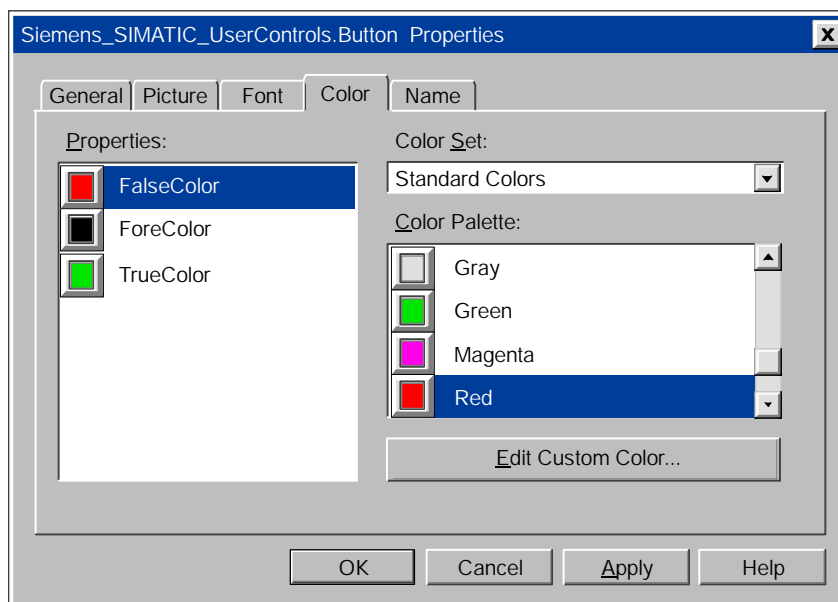 Siemens_SIMATIC_UserControls.Button Properties
X
General Picture Font Color Name
Properties:
FalseColor
ForeColor
TrueColor
Color Set:
Standard Colors
Color Palette:
Gray
Green
Magenta
Red
Edit Custom Color...
OK Cancel Apply Help